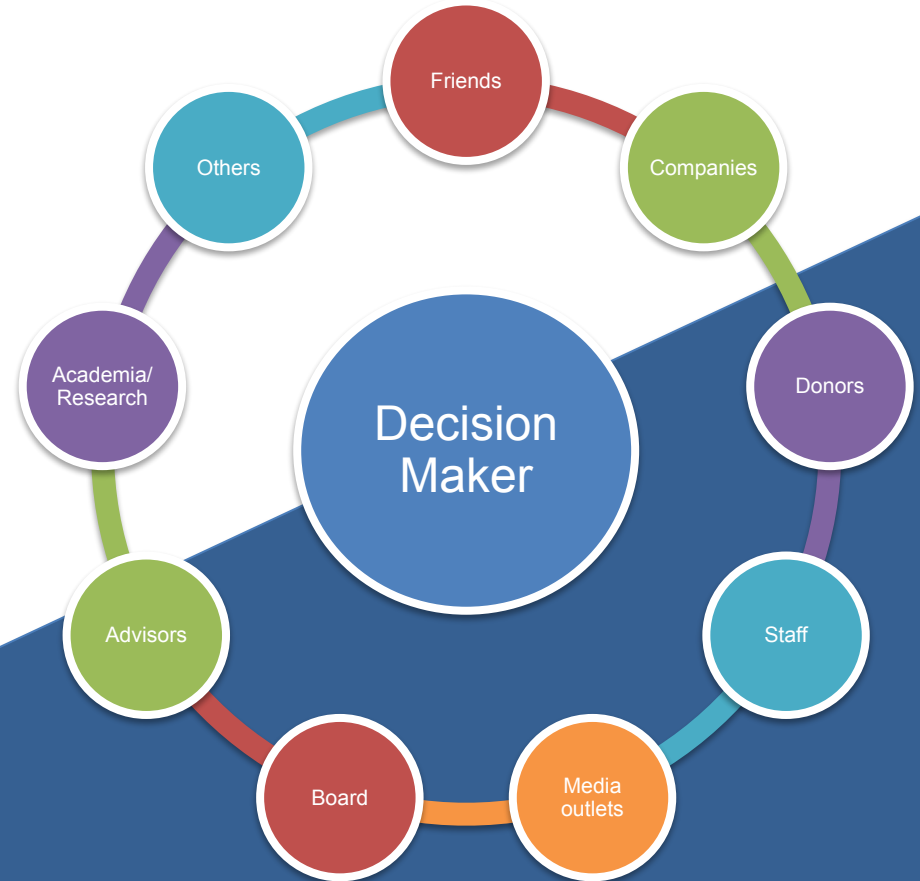 Friends
Companies
Donors
Staff
Media
outlets
Board
Advisors
Academia/
Research
Others
Decision
Maker